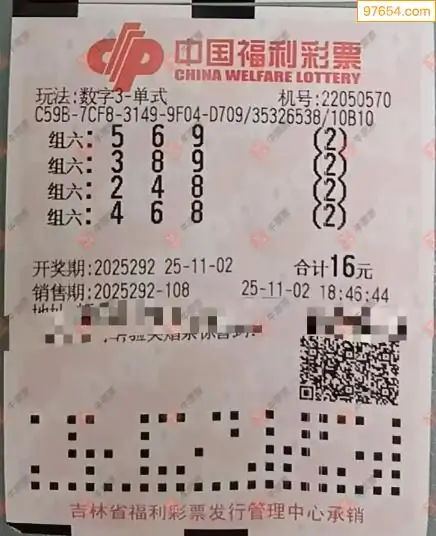 97654.com
中国福利彩票
CHINA WELFARE LOTTERY
玩法:数字3-单式 机号:22050570
C59B-7CF8-3149-9F04-D709/35326538/10B10
组六: 5 6 9 (2)
组六: 3 8 9 (2)
组六: 2 4 8 (2)
组六: 4 6 8 (2)
开奖期:2025292 25-11-02 合计16元
销售期:2025292-108 25-11-02 18:46:44
吉林省福利彩票发行管理中心承销